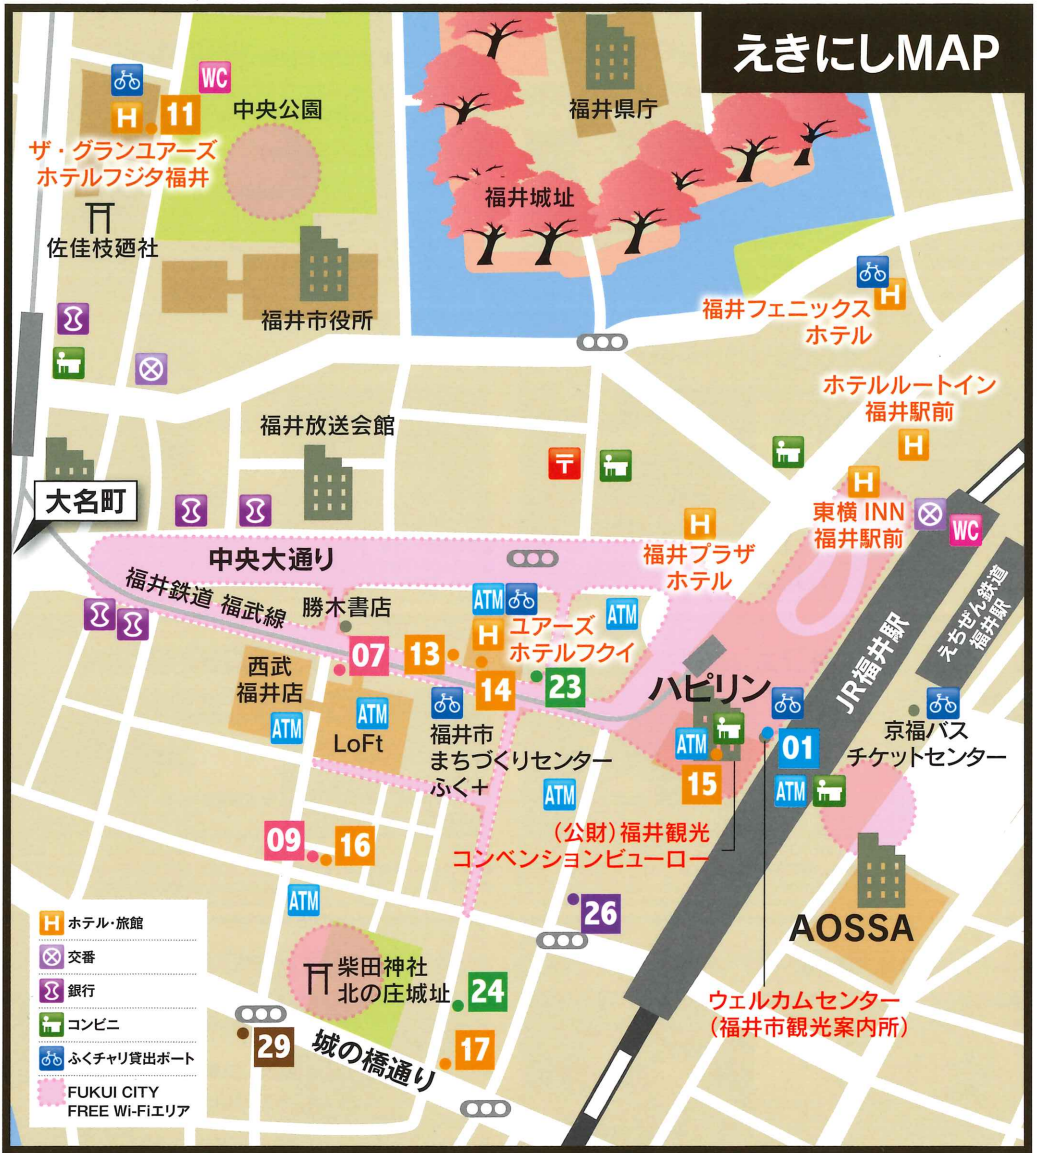 えきにしMAP
WC
中央公園
H
11
ザ・グランユアーズ
ホテルフジタ福井
佐佳枝廼社
福井市役所
福井県庁
福井城址
福井フェニックス
ホテル
H
ホテルルートイン
福井駅前
H
福井放送会館
〒
H
東横 INN
福井駅前
WC
大名町
H
福井プラザ
ホテル
中央大通り
福井鉄道 福武線
勝木書店
ATM
H
ユアーズ
ホテルフクイ
ATM
えちぜん鉄道
福井駅
JR福井駅
07
13
14
23
西武
福井店
ATM
ATM
LoFt
福井市
まちづくりセンター
ふく＋
ハピリン
ATM
15
01
ATM
京福バス
チケットセンター
ATM
(公財)福井観光
コンベンションビューロー
09
16
ATM
26
AOSSA
柴田神社
北の庄城址
24
ウェルカムセンター
(福井市観光案内所)
29
城の橋通り
17
H ホテル・旅館
交番
銀行
コンビニ
ふくチャリ貸出ポート
FUKUI CITY
FREE Wi-Fiエリア